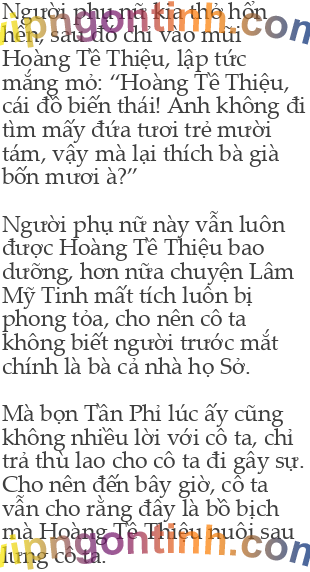 Người phụ nữ kia thở hổn
hển, sau đó chỉ vào mũi
Hoàng Tề Thiệu, lập tức
mắng mỏ: “Hoàng Tề Thiệu,
cái đồ biến thái! Anh không đi
tìm mấy đứa tươi trẻ mười
tám, vậy mà lại thích bà già
bốn mươi à?”
Người phụ nữ này vẫn luôn
được Hoàng Tề Thiệu bao
dưỡng, hơn nữa chuyện Lâm
Mỹ Tinh mất tích luôn bị
phong tỏa, cho nên cô ta
không biết người trước mắt
chính là bà cả nhà họ Sở.
Mà bọn Tần Phỉ lúc ấy cũng
không nhiều lời với cô ta, chỉ
trả thù lao cho cô ta đi gây sự.
Cho nên đến bây giờ, cô ta
vẫn cho rằng đây là bồ bịch
mà Hoàng Tề Thiệu nuôi sau
lưng cô ta.
vipngontinh.com
vipngontinh.com